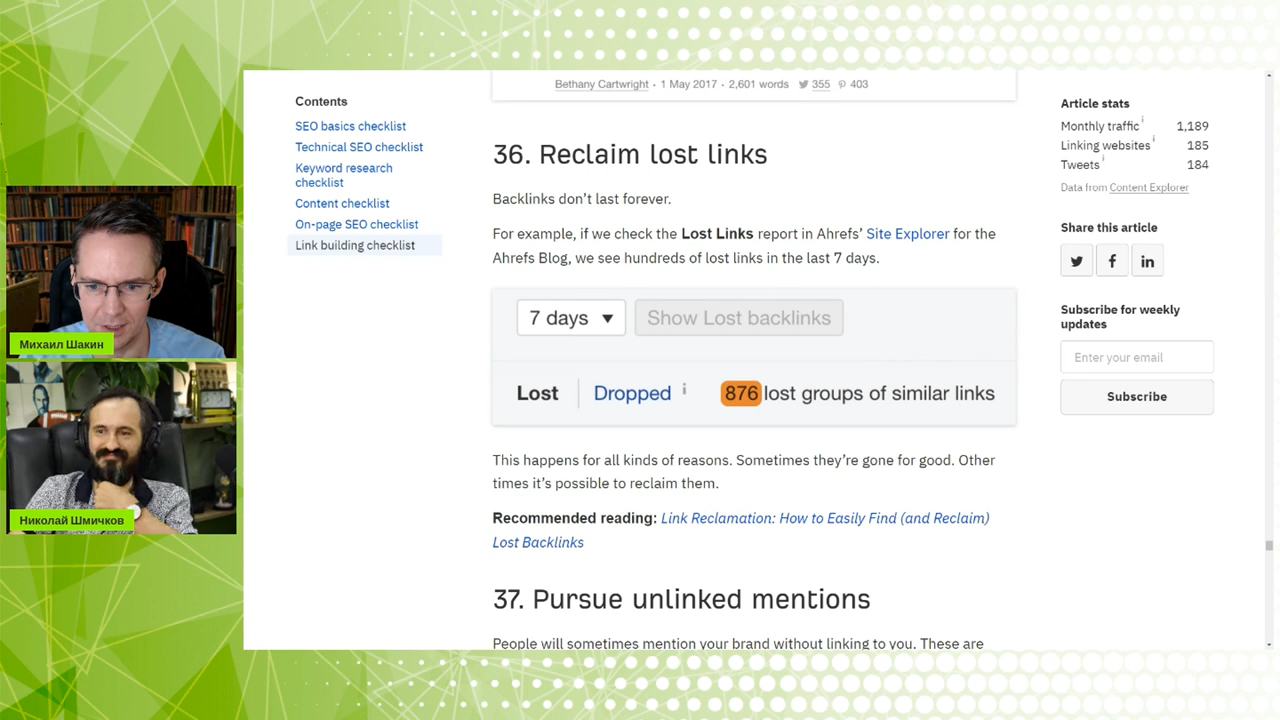 Bethany Cartwright · 1 May 2017 · 2,601 words 355 403
Contents
SEO basics checklist
Technical SEO checklist
Keyword research
checklist
Content checklist
On-page SEO checklist
Link building checklist
36. Reclaim lost links
Backlinks don’t last forever.
For example, if we check the Lost Links report in Ahrefs’ Site Explorer for the
Ahrefs Blog, we see hundreds of lost links in the last 7 days.
7 days ▼ Show Lost backlinks
Lost Dropped i 876 lost groups of similar links
This happens for all kinds of reasons. Sometimes they’re gone for good. Other
times it’s possible to reclaim them.
Recommended reading: Link Reclamation: How to Easily Find (and Reclaim)
Lost Backlinks
37. Pursue unlinked mentions
People will sometimes mention your brand without linking to you. These are
Article stats
Monthly traffic i 1,189
Linking websites i 185
Tweets i 184
Data from Content Explorer
Share this article
Subscribe for weekly
updates
Enter your email
Subscribe
Михаил Шакин
Николай Шмичков